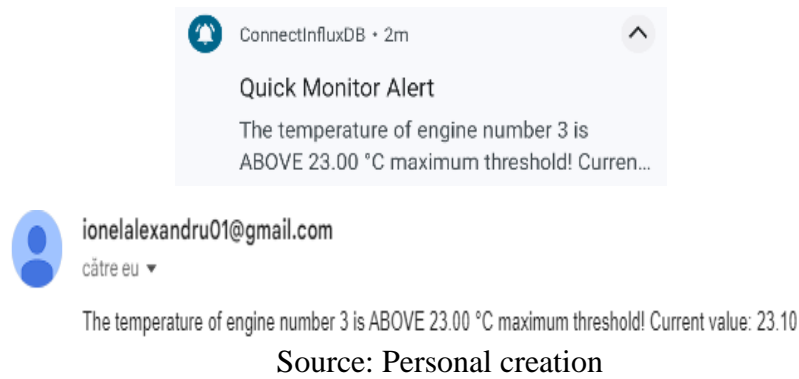 ConnectInfluxDB • 2m
Quick Monitor Alert
The temperature of engine number 3 is
ABOVE 23.00 °C maximum threshold! Curren...
ionelalexandru01@gmail.com
către eu
The temperature of engine number 3 is ABOVE 23.00 °C maximum threshold! Current value: 23.10
Source: Personal creation